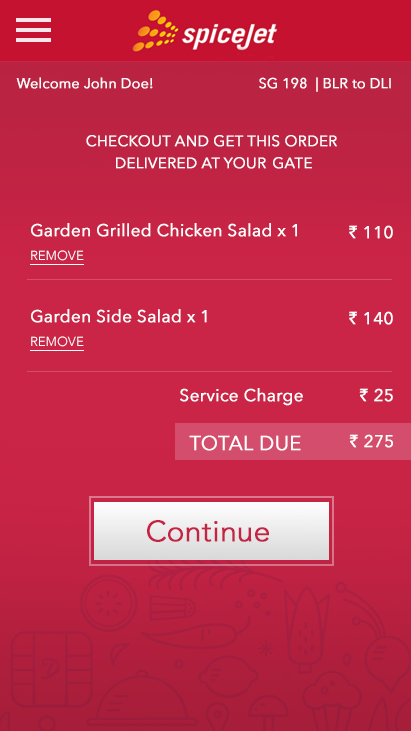 spicejet
Welcome John Doe! SG 198 | BLR to DLI
CHECKOUT AND GET THIS ORDER
DELIVERED AT YOUR GATE
Garden Grilled Chicken Salad x 1 ₹ 110
REMOVE
Garden Side Salad x 1 ₹ 140
REMOVE
Service Charge ₹ 25
TOTAL DUE ₹ 275
Continue